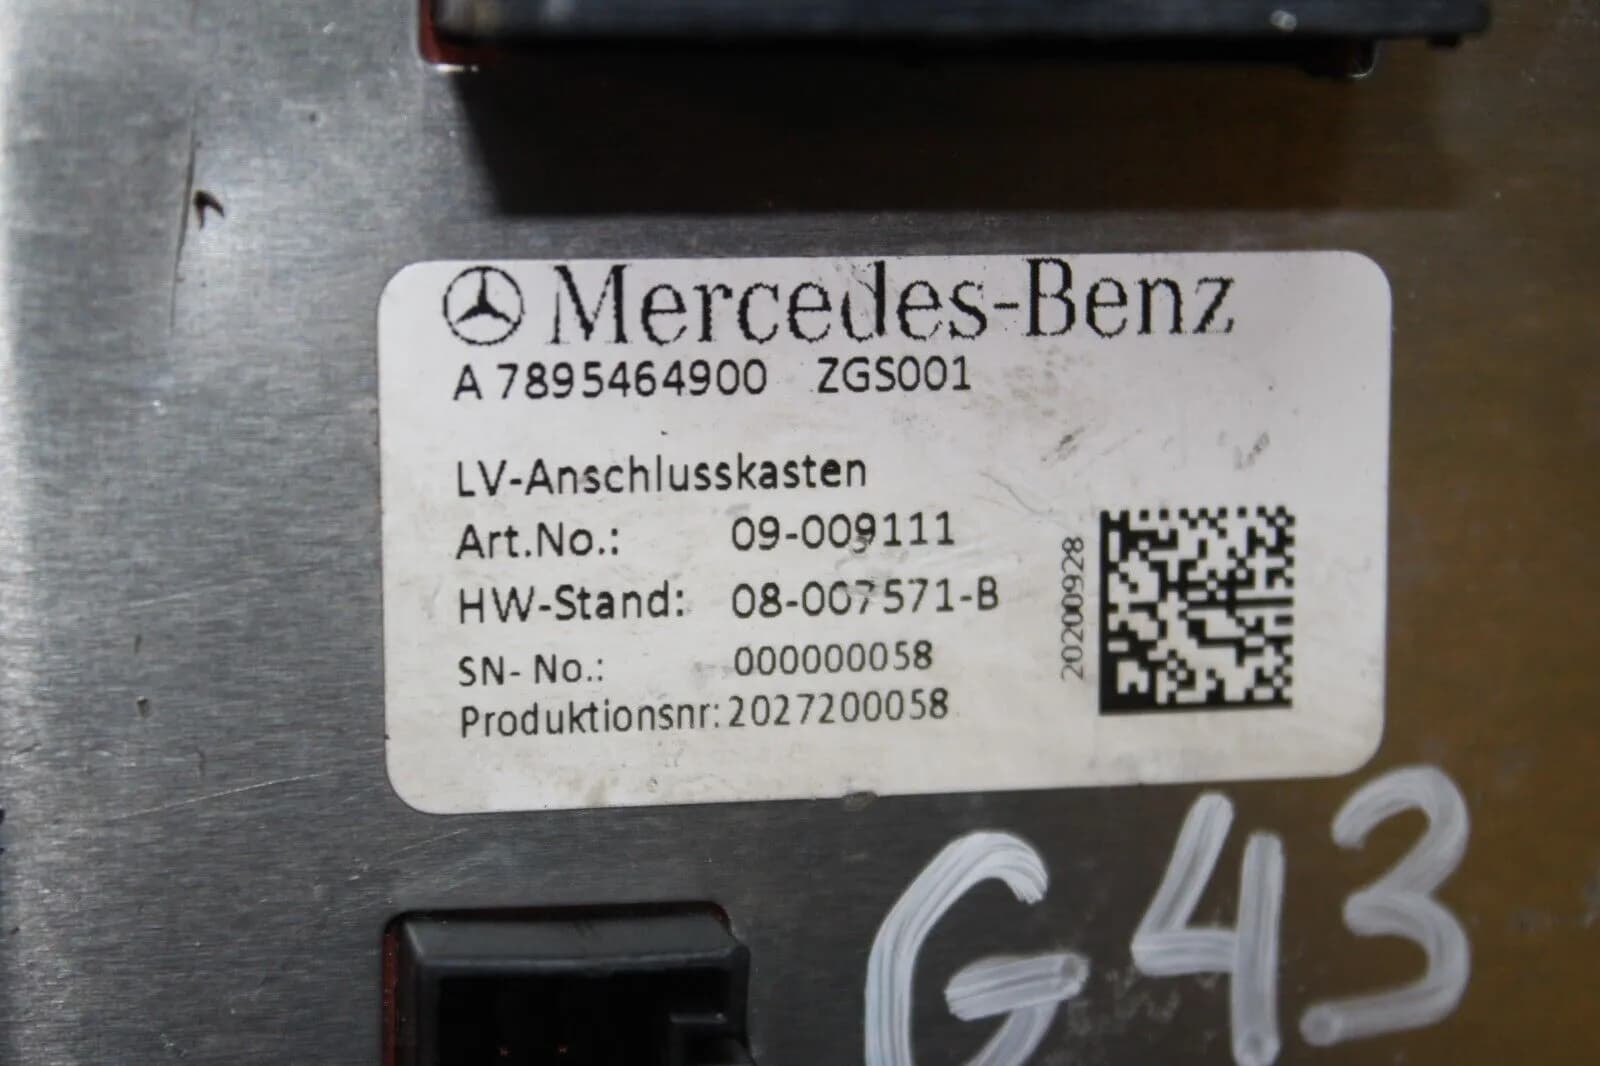 Mercedes-Benz
A 7895464900 ZGS001
LV-Anschlusskasten
Art.No.: 09-009111
HW-Stand: 08-007571-B
SN- No.: 000000058
Produktionsnr: 2027200058
20200928
G43